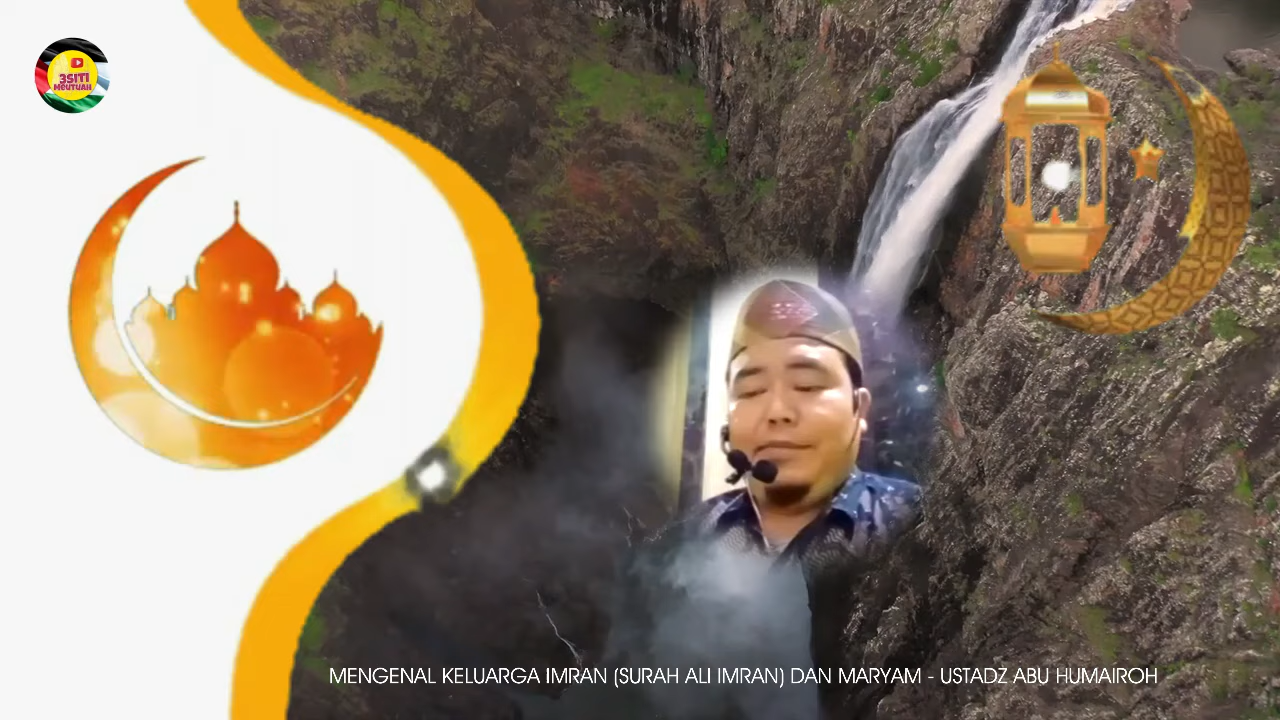 3SITI
MEUTUAH
MENGENAL KELUARGA IMRAN (SURAH ALI IMRAN) DAN MARYAM - USTADZ ABU HUMAIROH